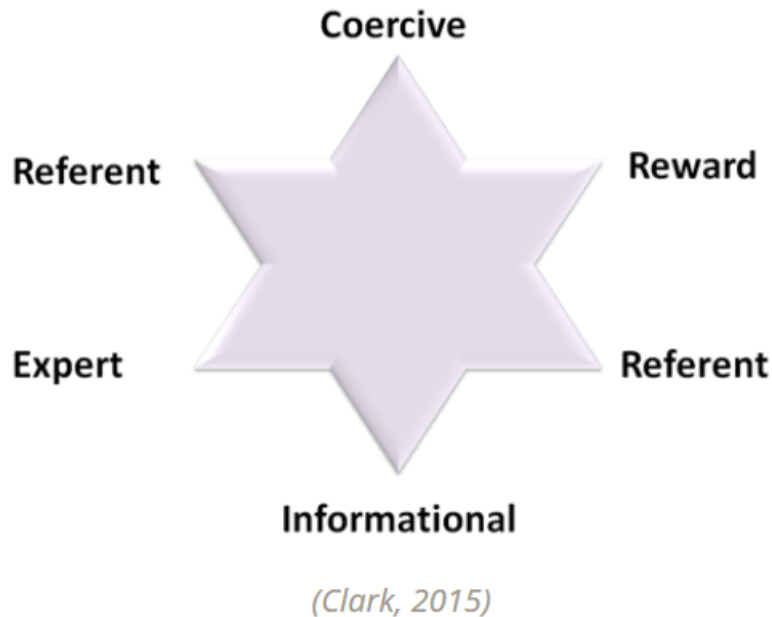 Coercive
Referent
Reward
Expert
Referent
Informational
(Clark, 2015)